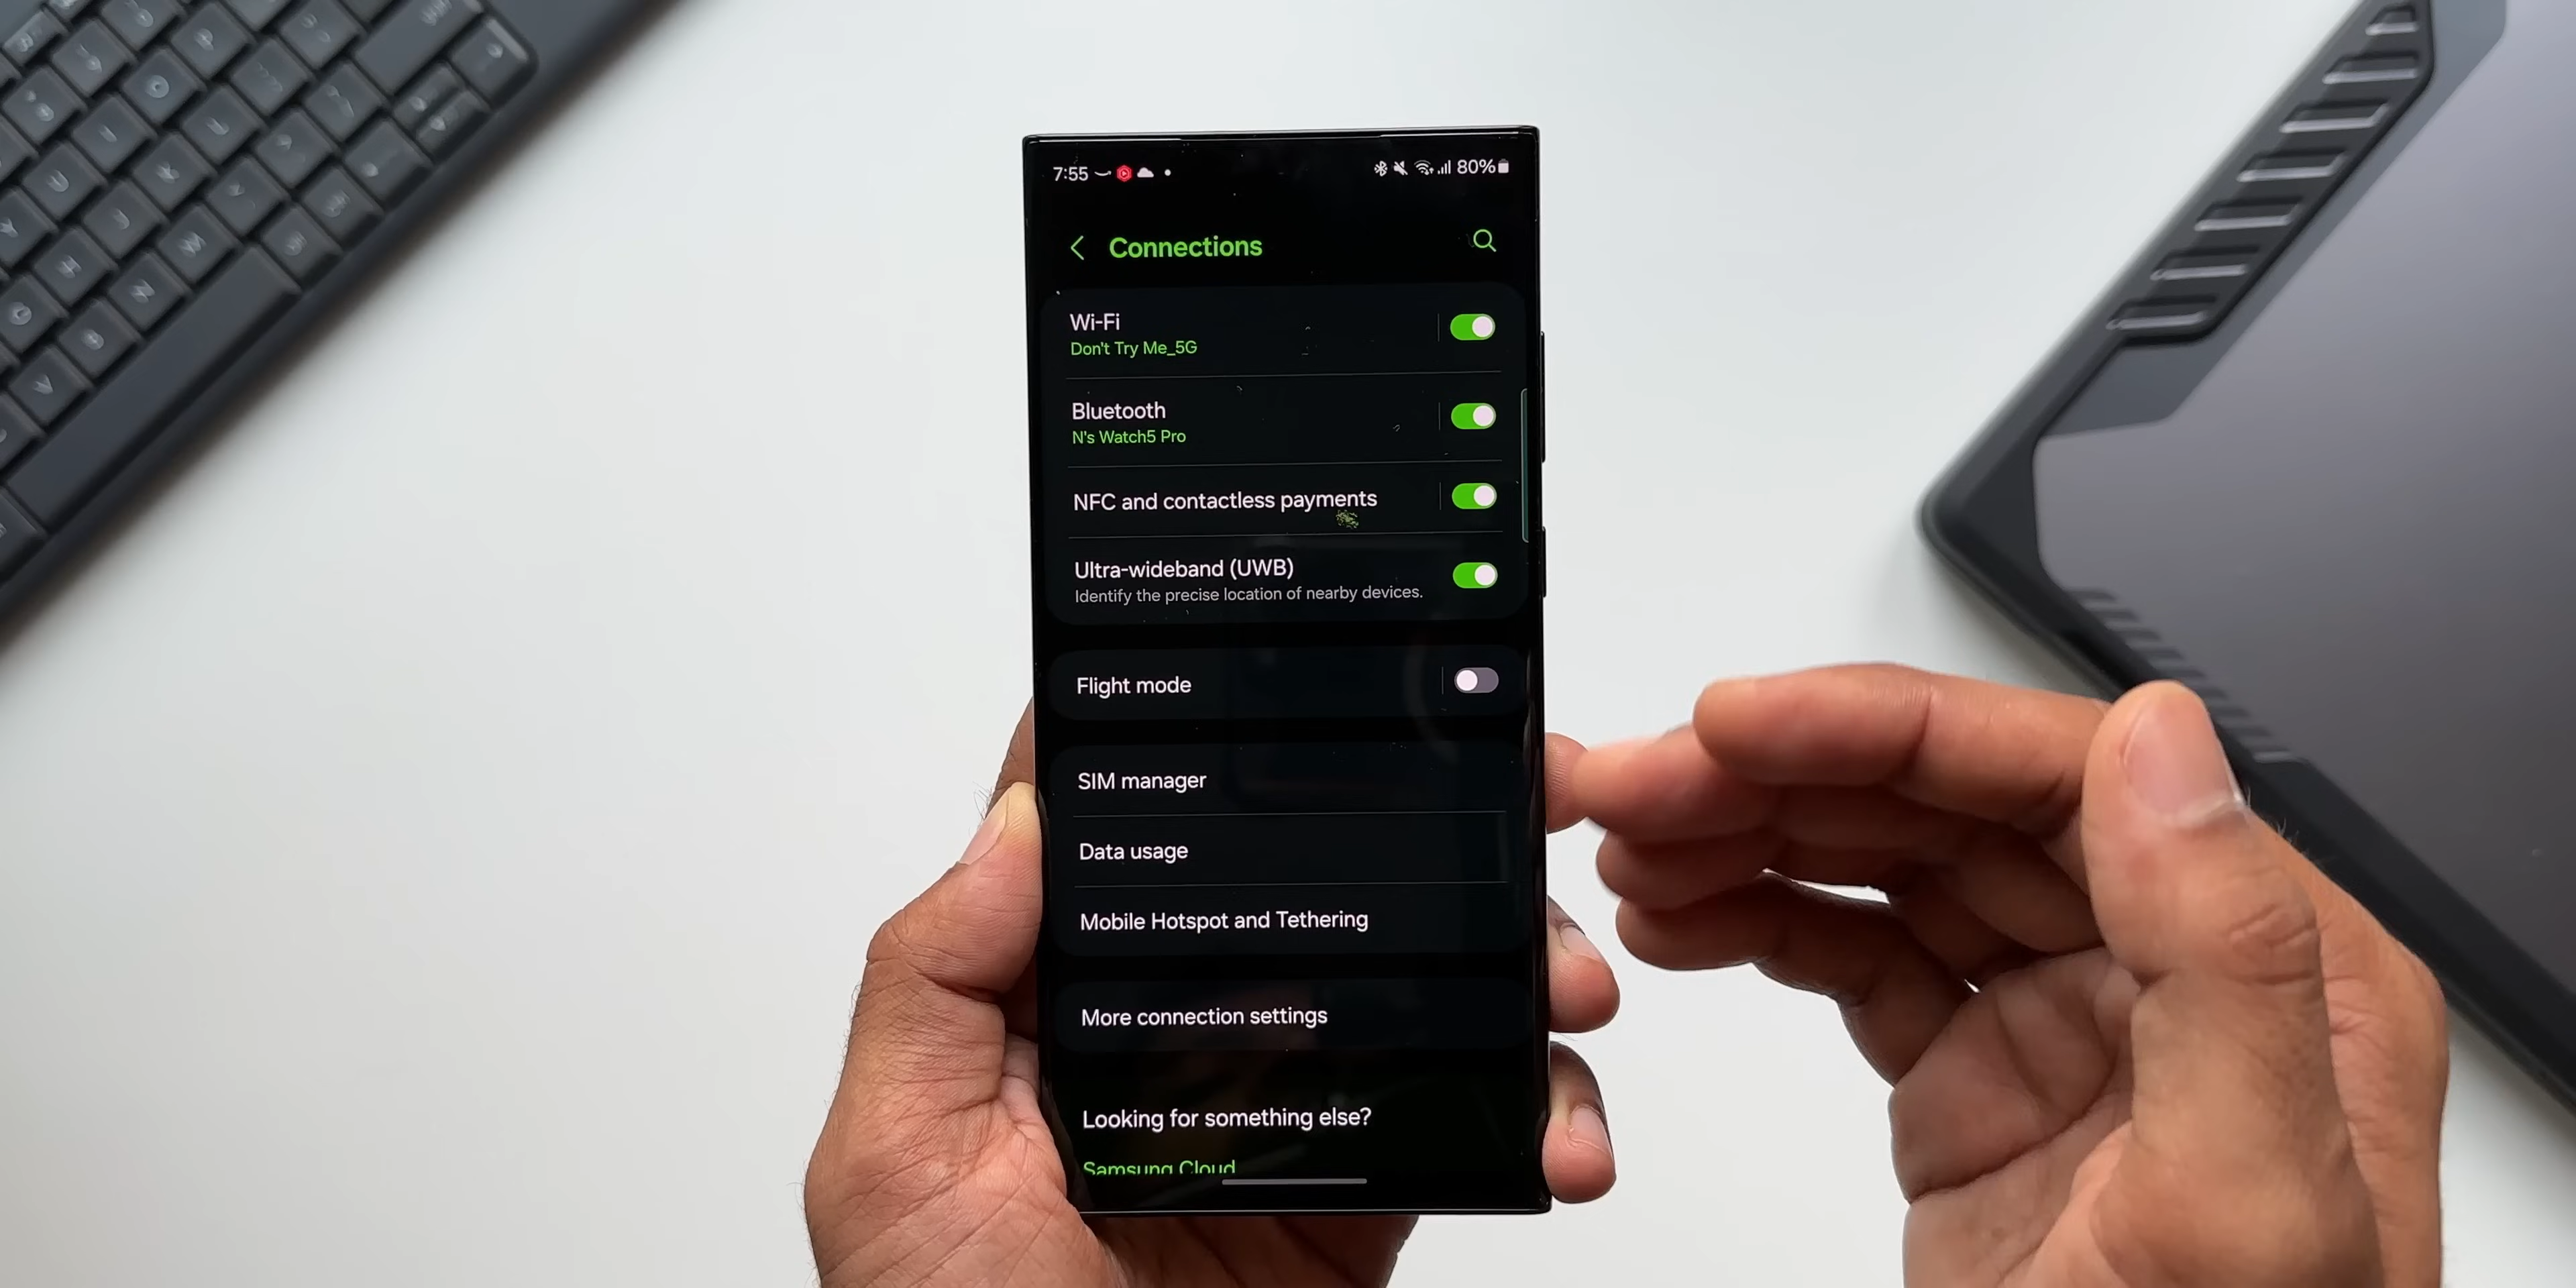 7:55
80%
Connections
Wi-Fi
Don't Try Me_5G
Bluetooth
N's Watch5 Pro
NFC and contactless payments
Ultra-wideband (UWB)
Identify the precise location of nearby devices.
Flight mode
SIM manager
Data usage
Mobile Hotspot and Tethering
More connection settings
Looking for something else?
Samsung Cloud